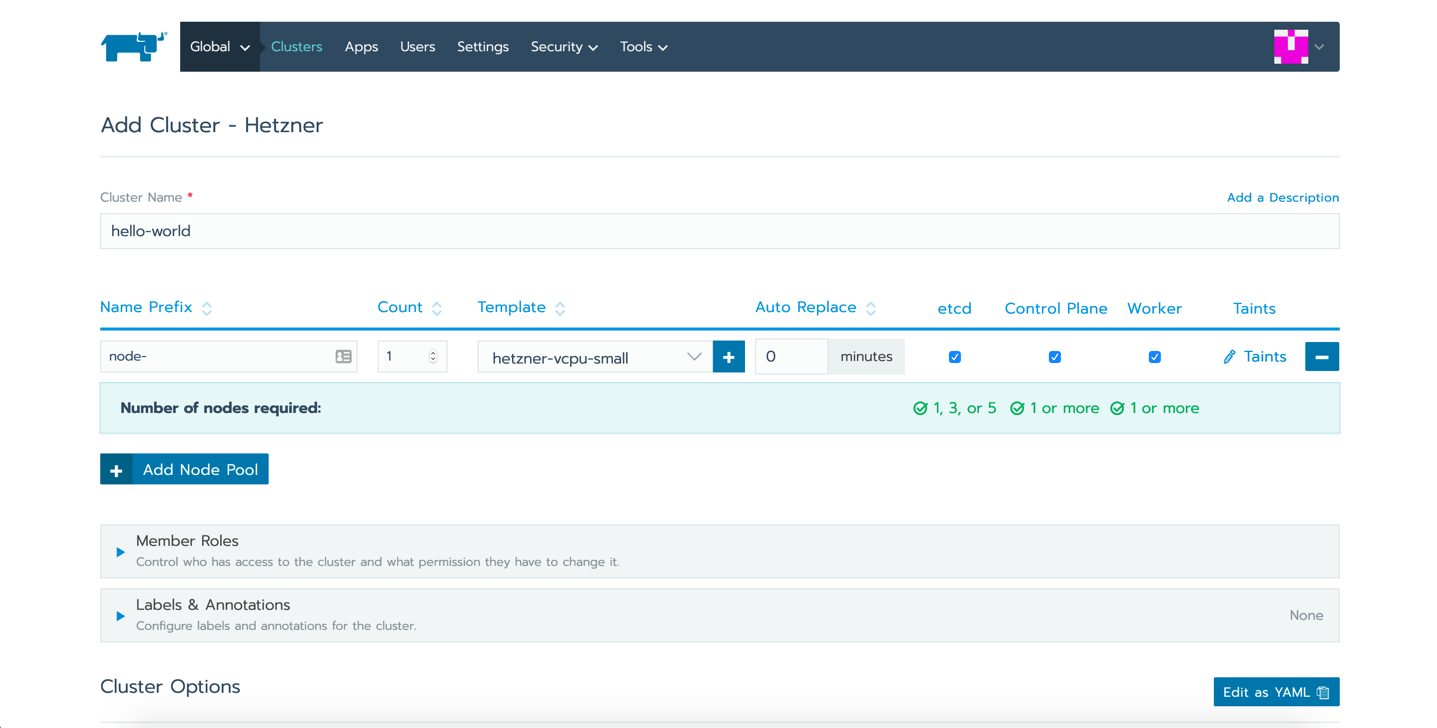 Global Clusters Apps Users Settings Security Tools
Add Cluster - Hetzner
Cluster Name * Add a Description
hello-world
Name Prefix Count Template Auto Replace etcd Control Plane Worker Taints
node- 1 hetzner-vcpu-small 0 minutes Taints
Number of nodes required: 1, 3, or 5 1 or more 1 or more
Add Node Pool
Member Roles
Control who has access to the cluster and what permission they have to change it.
Labels & Annotations
Configure labels and annotations for the cluster.
None
Cluster Options
Edit as YAML